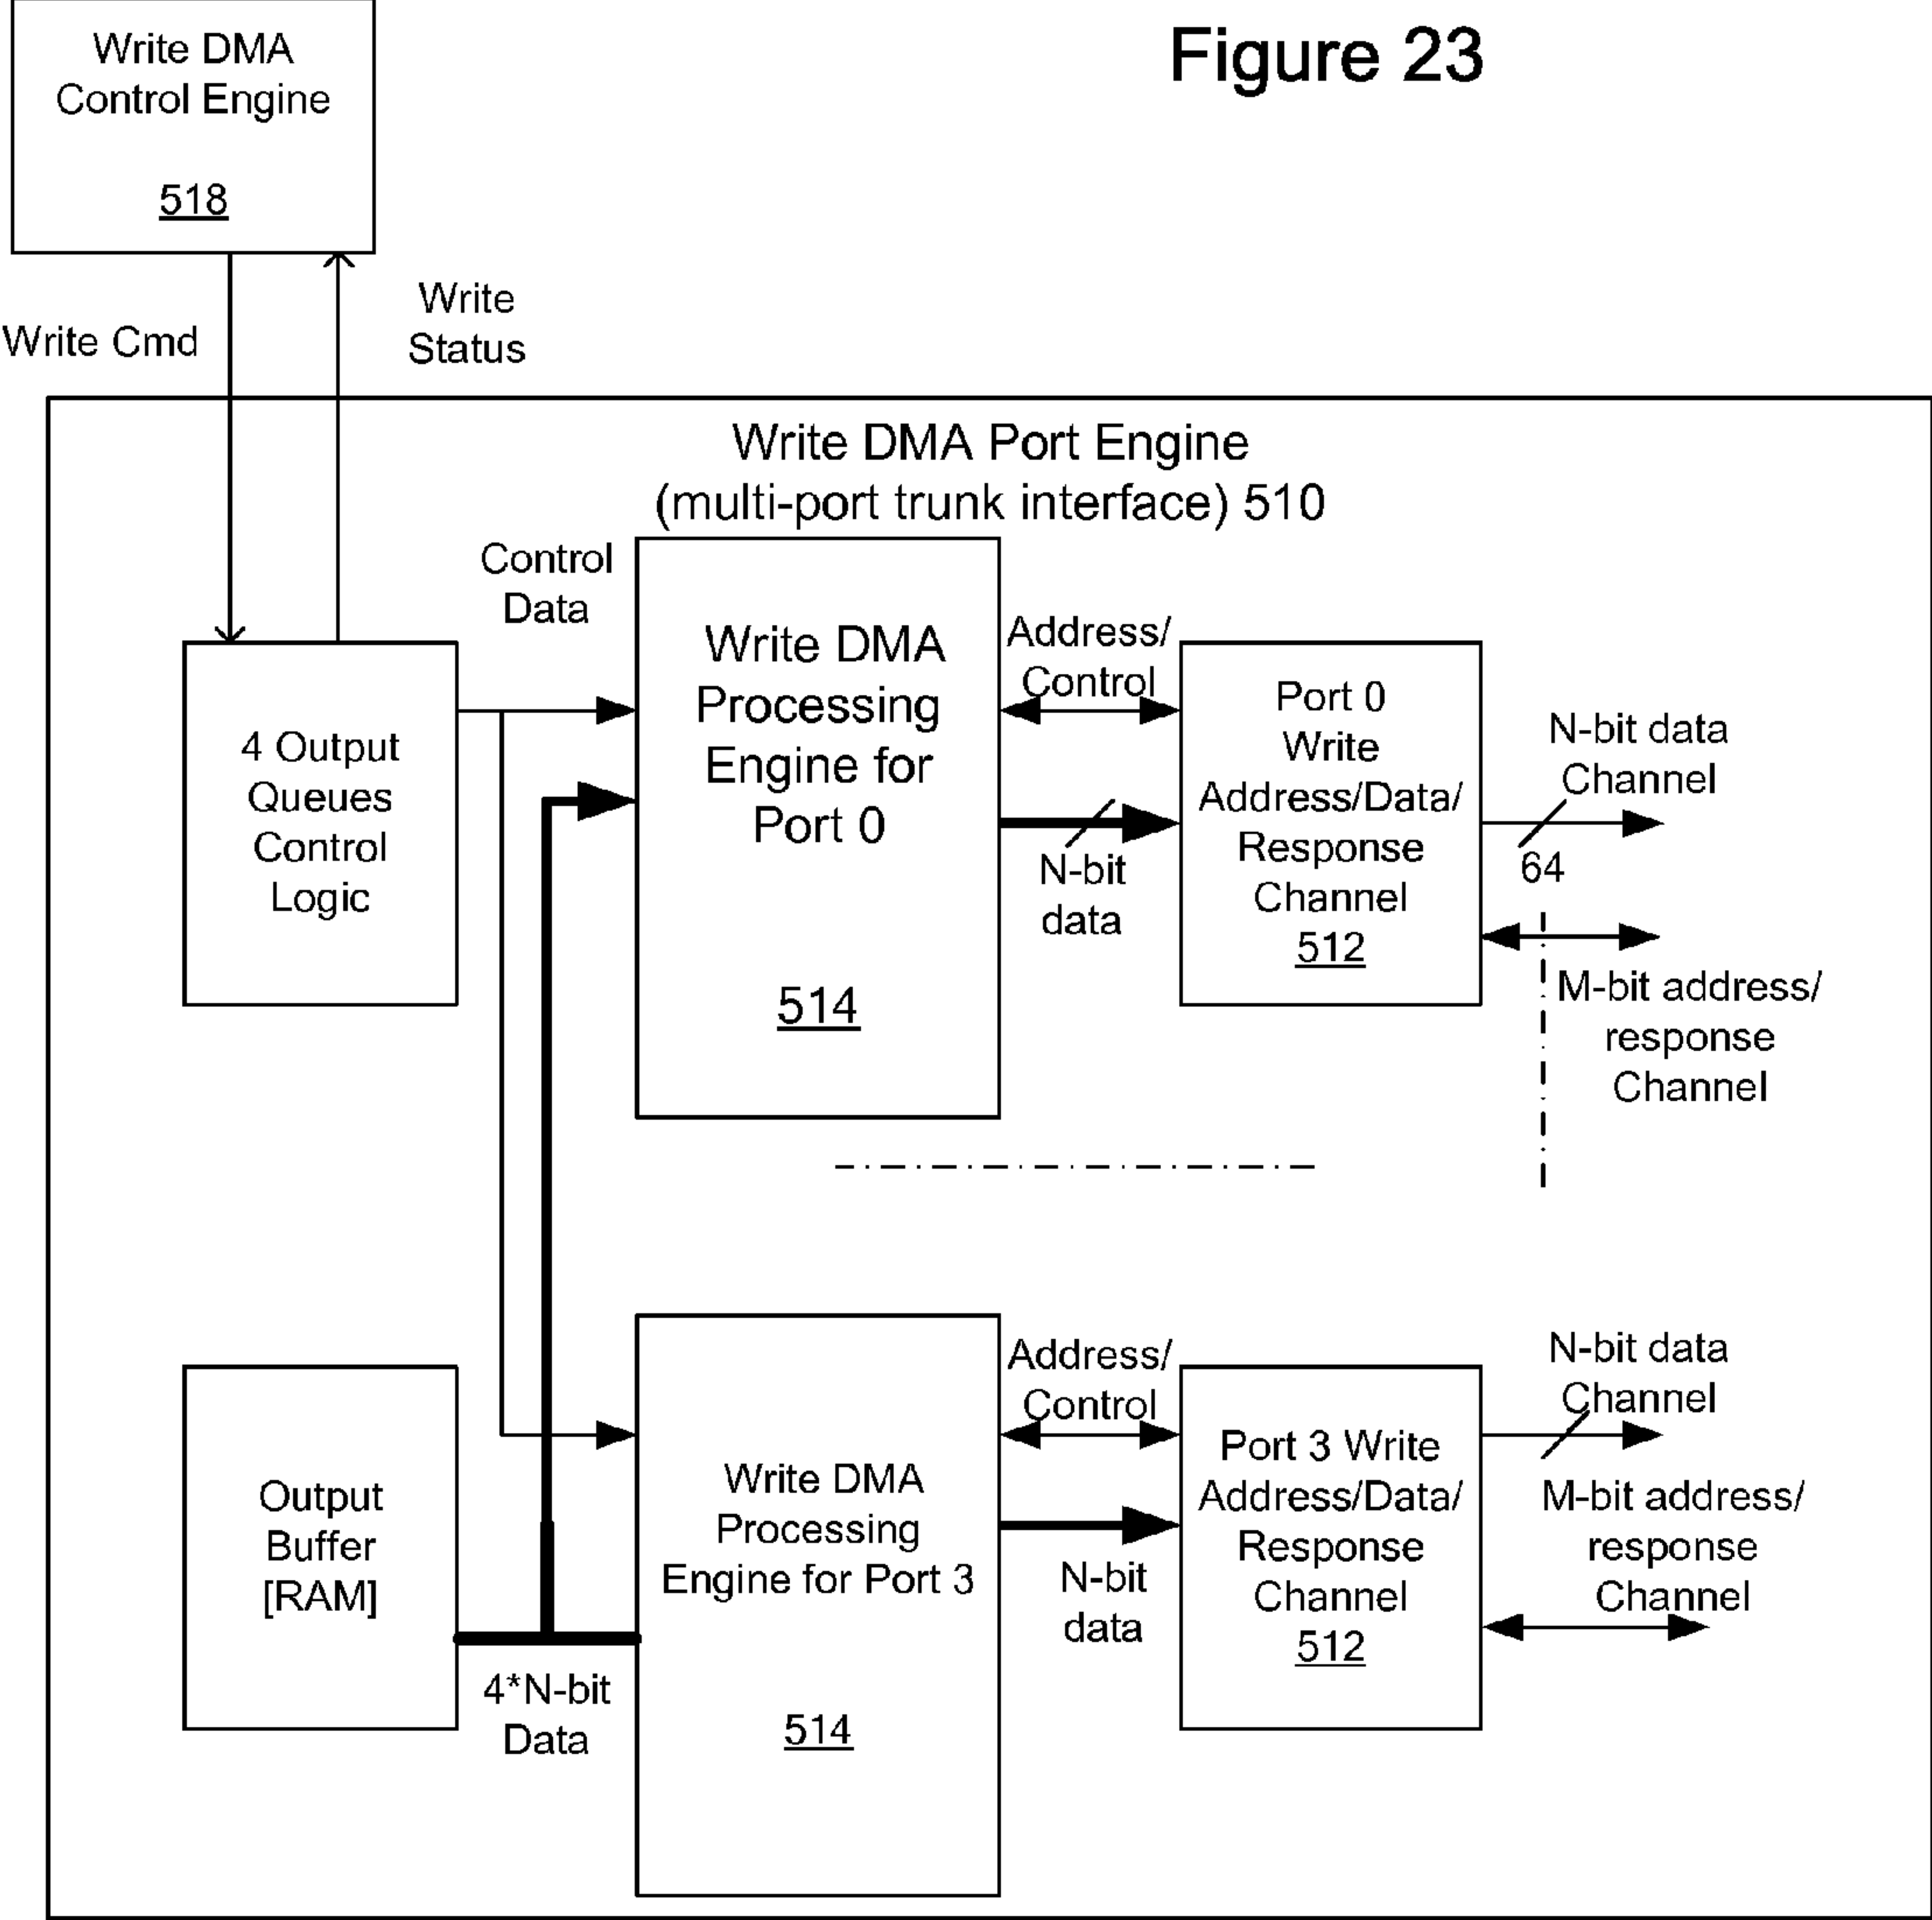 Figure 23
Write DMA
Control Engine
518
Write Cmd
Write
Status
Write DMA Port Engine
(multi-port trunk interface) 510
Control
Data
4 Output
Queues
Control
Logic
Write DMA
Processing
Engine for
Port 0
514
Address/
Control
N-bit
data
Port 0
Write
Address/Data/
Response
Channel
512
N-bit data
Channel
64
M-bit address/
response
Channel
Output
Buffer
[RAM]
4*N-bit
Data
Write DMA
Processing
Engine for Port 3
514
Address/
Control
N-bit
data
Port 3 Write
Address/Data/
Response
Channel
512
N-bit data
Channel
M-bit address/
response
Channel